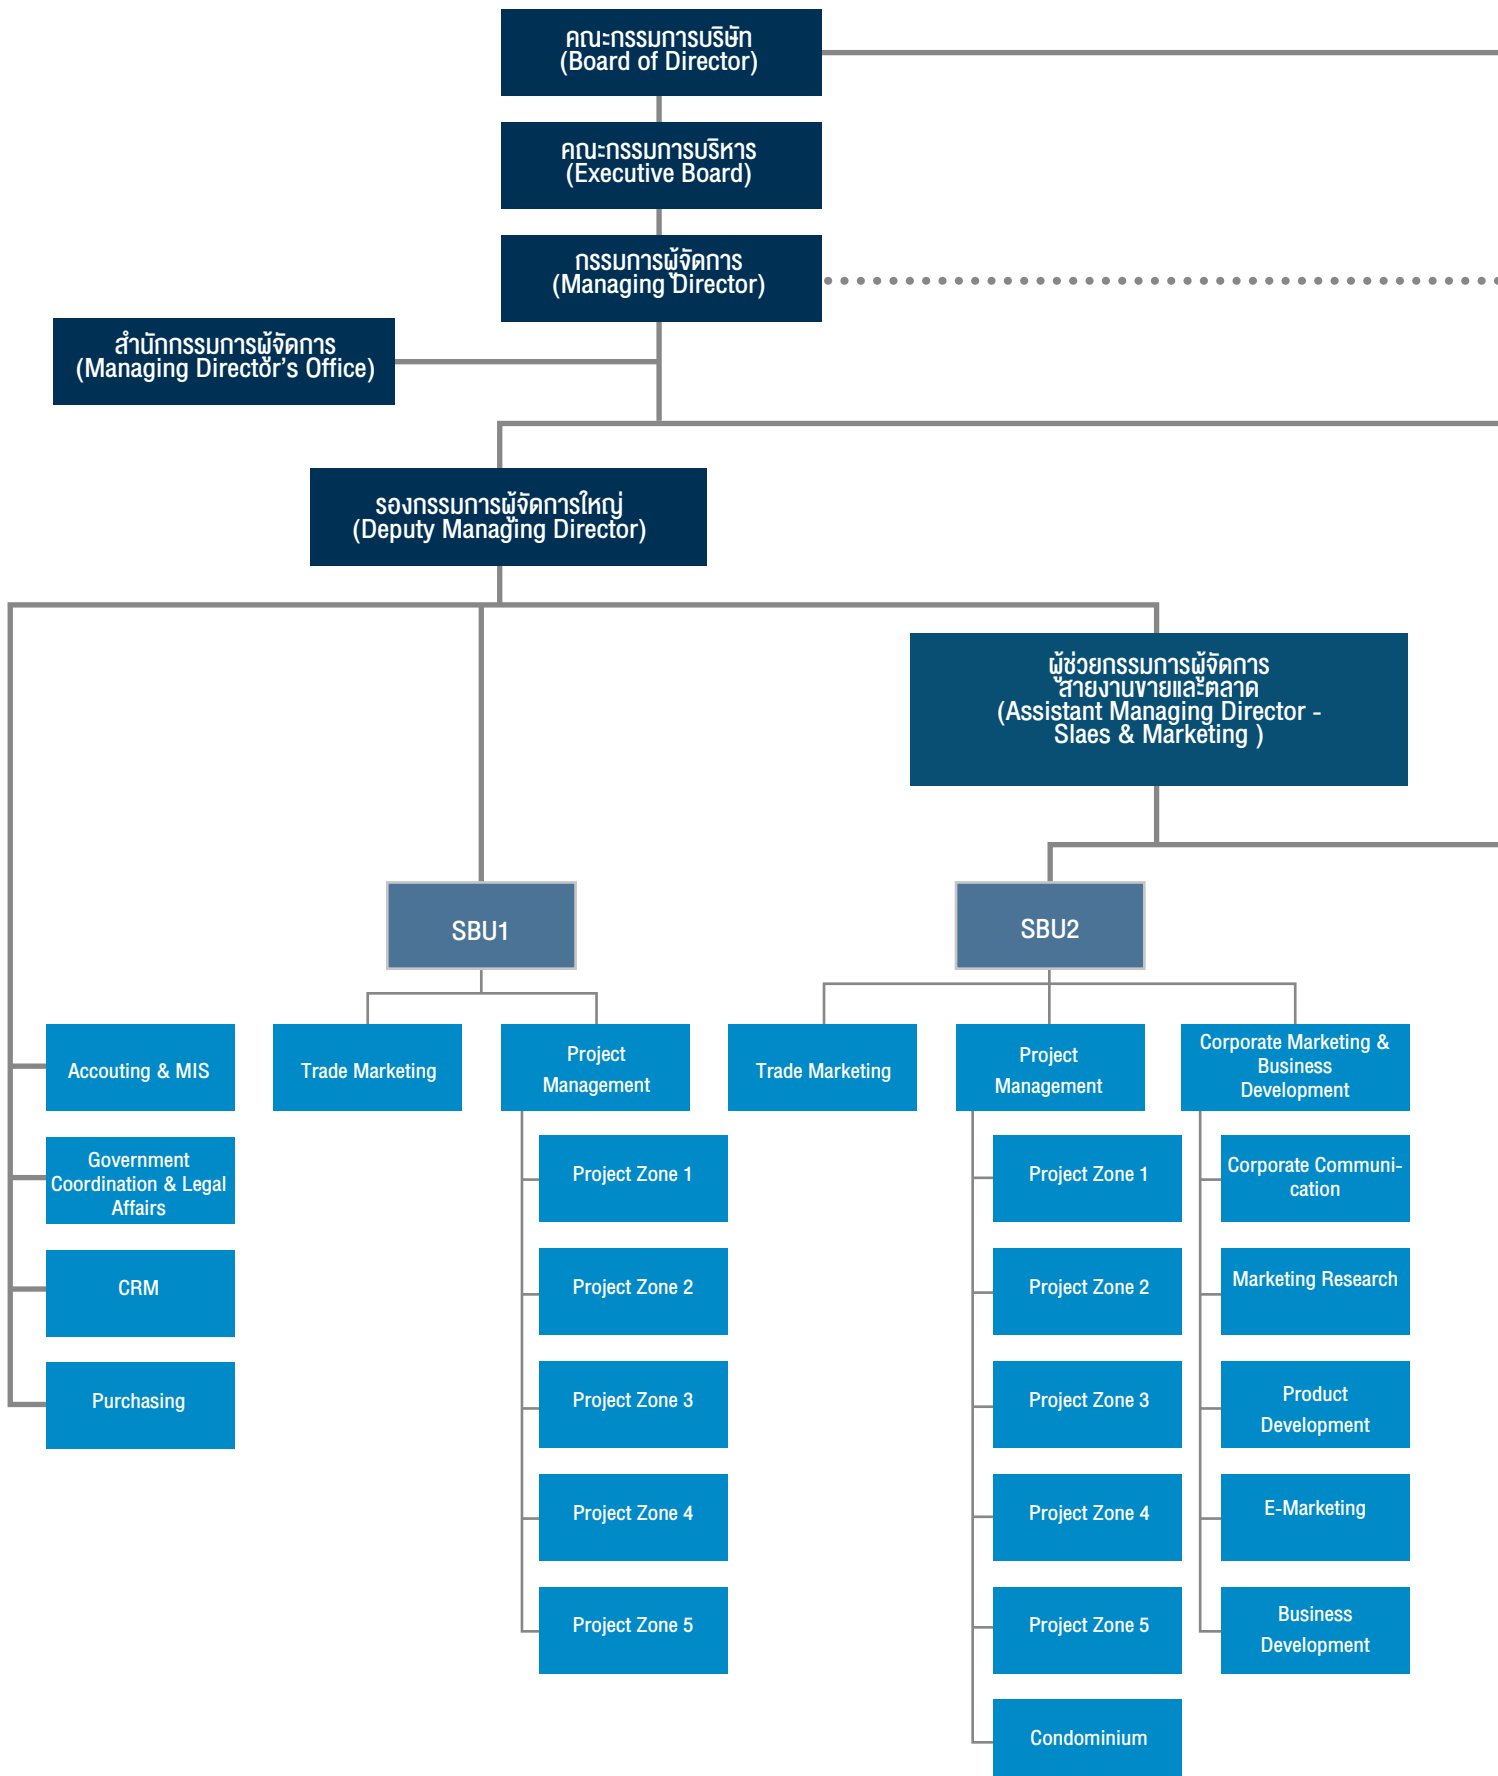 คณะกรรมการบริษัท
(Board of Director)
คณะกรรมการบริหาร
(Executive Board)
กรรมการผู้จัดการ
(Managing Director)
สำนักกรรมการผู้จัดการ
(Managing Director's Office)
รองกรรมการผู้จัดการใหญ่
(Deputy Managing Director)
ผู้ช่วยกรรมการผู้จัดการ
สายงานขายและตลาด
(Assistant Managing Director -
Slaes & Marketing )
SBU1
SBU2
Accouting & MIS
Government
Coordination & Legal
Affairs
CRM
Purchasing
Trade Marketing
Project
Management
Project Zone 1
Project Zone 2
Project Zone 3
Project Zone 4
Project Zone 5
Trade Marketing
Project
Management
Project Zone 1
Project Zone 2
Project Zone 3
Project Zone 4
Project Zone 5
Condominium
Corporate Marketing &
Business
Development
Corporate Communi-
cation
Marketing Research
Product
Development
E-Marketing
Business
Development